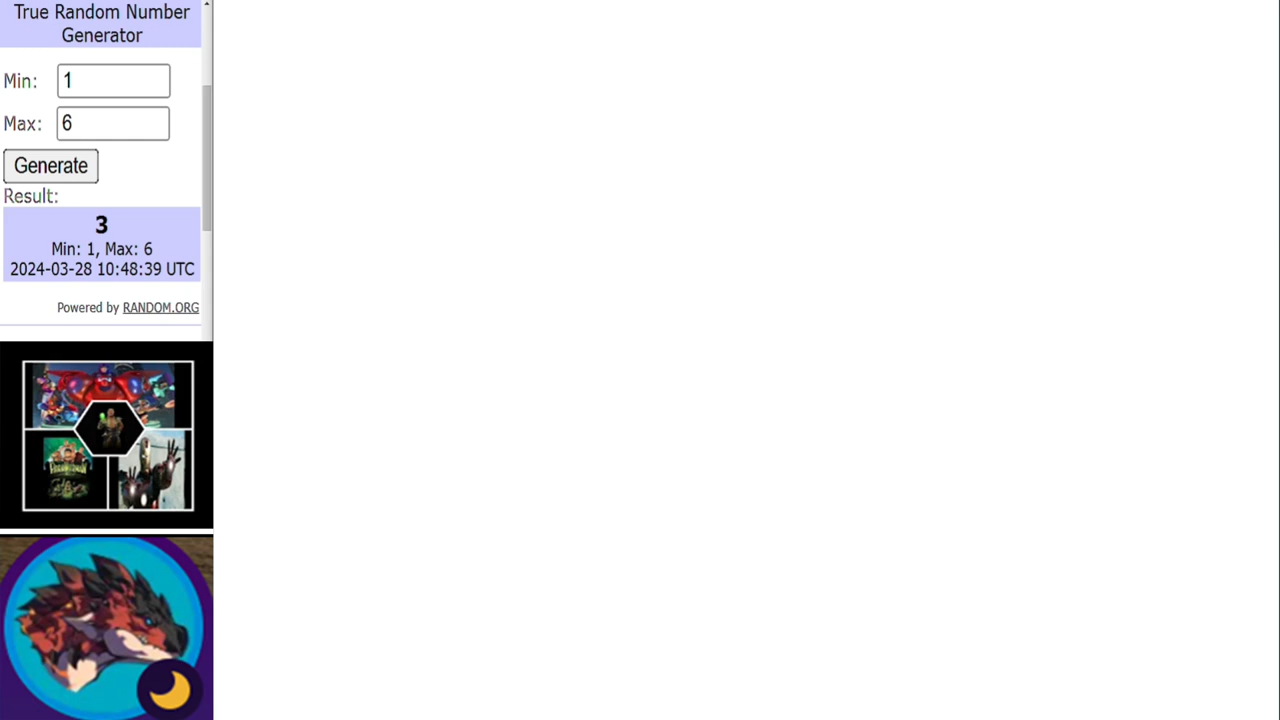 True Random Number
Generator
Min: 1
Max: 6
Generate
Result:
3
Min: 1, Max: 6
2024-03-28 10:48:39 UTC
Powered by RANDOM.ORG